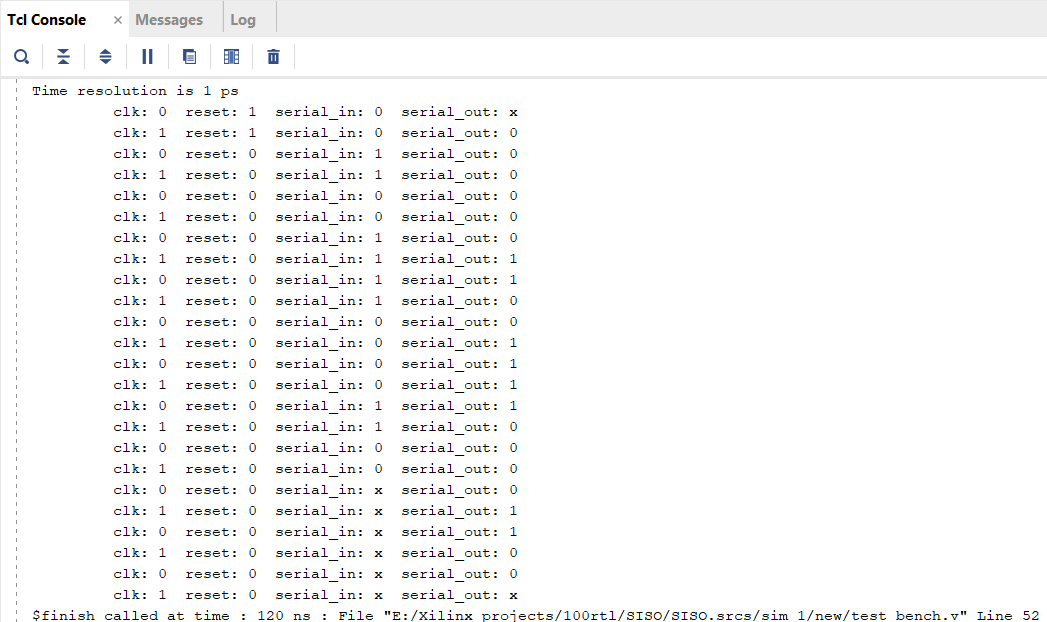 Tcl Console × Messages Log
Time resolution is 1 ps
clk: 0 reset: 1 serial_in: 0 serial_out: x
clk: 1 reset: 1 serial_in: 0 serial_out: 0
clk: 0 reset: 0 serial_in: 1 serial_out: 0
clk: 1 reset: 0 serial_in: 1 serial_out: 0
clk: 0 reset: 0 serial_in: 0 serial_out: 0
clk: 1 reset: 0 serial_in: 0 serial_out: 0
clk: 0 reset: 0 serial_in: 1 serial_out: 0
clk: 1 reset: 0 serial_in: 1 serial_out: 1
clk: 0 reset: 0 serial_in: 1 serial_out: 1
clk: 1 reset: 0 serial_in: 1 serial_out: 0
clk: 0 reset: 0 serial_in: 0 serial_out: 0
clk: 1 reset: 0 serial_in: 0 serial_out: 1
clk: 0 reset: 0 serial_in: 0 serial_out: 1
clk: 1 reset: 0 serial_in: 0 serial_out: 1
clk: 0 reset: 0 serial_in: 1 serial_out: 1
clk: 1 reset: 0 serial_in: 1 serial_out: 0
clk: 0 reset: 0 serial_in: 0 serial_out: 0
clk: 1 reset: 0 serial_in: 0 serial_out: 0
clk: 0 reset: 0 serial_in: x serial_out: 0
clk: 1 reset: 0 serial_in: x serial_out: 1
clk: 0 reset: 0 serial_in: x serial_out: 1
clk: 1 reset: 0 serial_in: x serial_out: 0
clk: 0 reset: 0 serial_in: x serial_out: 0
clk: 1 reset: 0 serial_in: x serial_out: x
$finish called at time : 120 ns : File "E:/Xilinx_projects/100rtl/SISO/SISO.srcs/sim_1/new/test_bench.v" Line 52